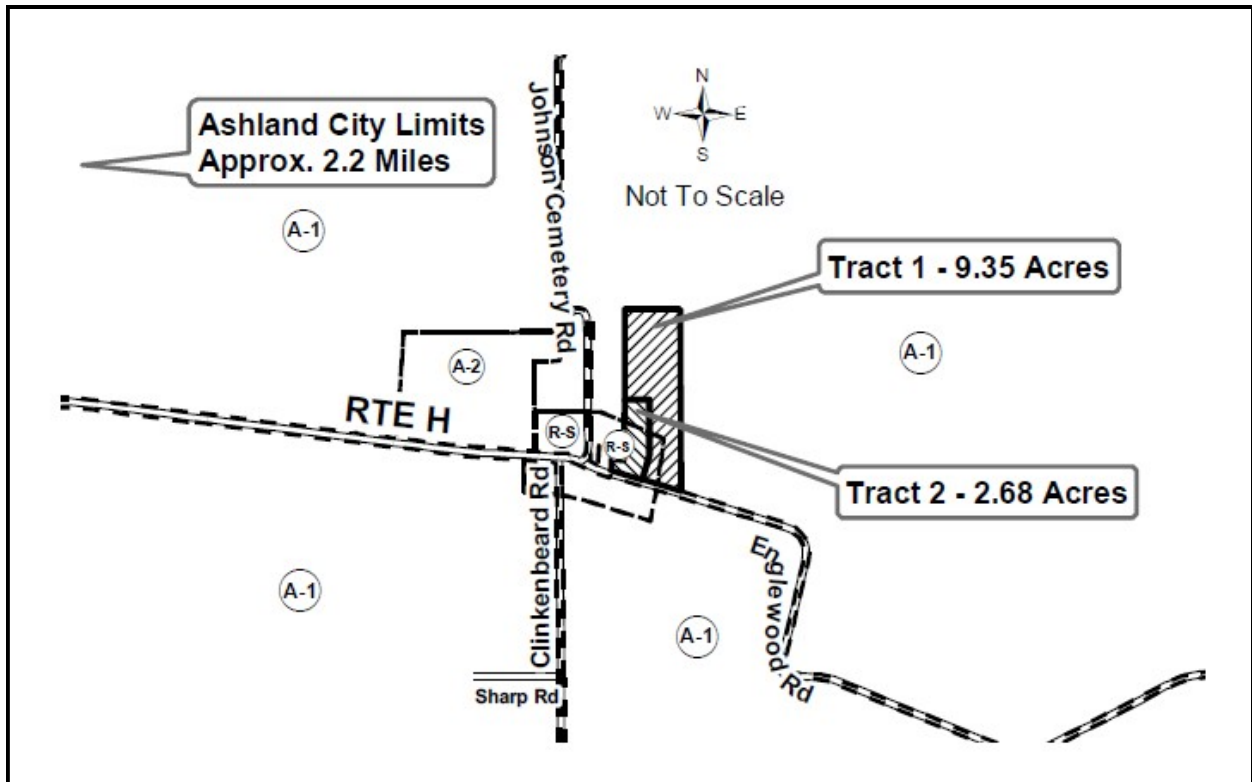 N
W E
S
Not To Scale
Ashland City Limits
Approx. 2.2 Miles
Johnson Cemetery Rd
A-1
Tract 1 - 9.35 Acres
A-1
A-2
RTE H
R-S
R-S
Tract 2 - 2.68 Acres
Clinkenbeard Rd
Englewood Rd
A-1
A-1
Sharp Rd